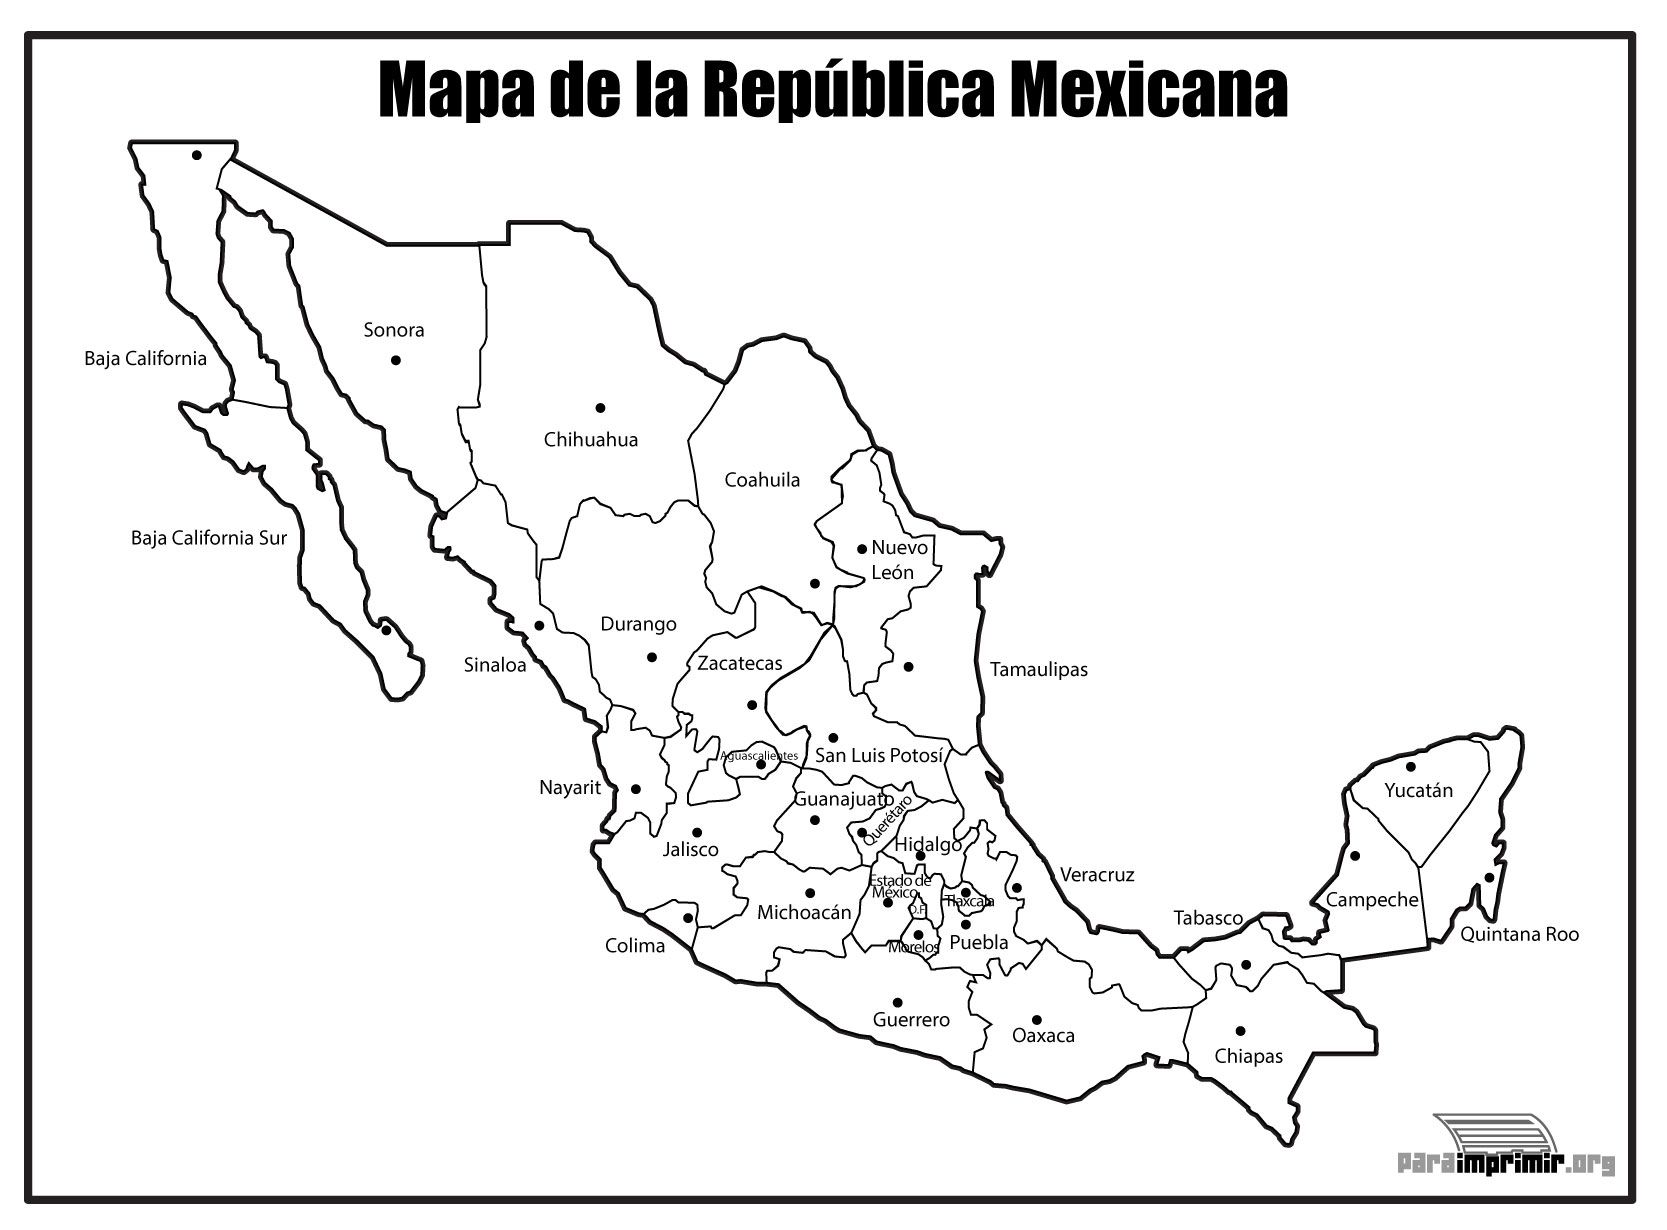 Mapa de la República Mexicana
Sonora
Baja California
Chihuahua
Coahuila
Baja California Sur
Nuevo
León
Durango
Sinaloa
Zacatecas
Tamaulipas
Aguascalientes
San Luis Potosí
Nayarit
Yucatán
Guanajuato
Querétaro
Hidalgo
Jalisco
Veracruz
Estado de
México
Tlaxcala
Campeche
D.F.
Michoacán
Tabasco
Quintana Roo
Colima
Morelos
Puebla
Guerrero
Oaxaca
Chiapas
paraimprimir.org